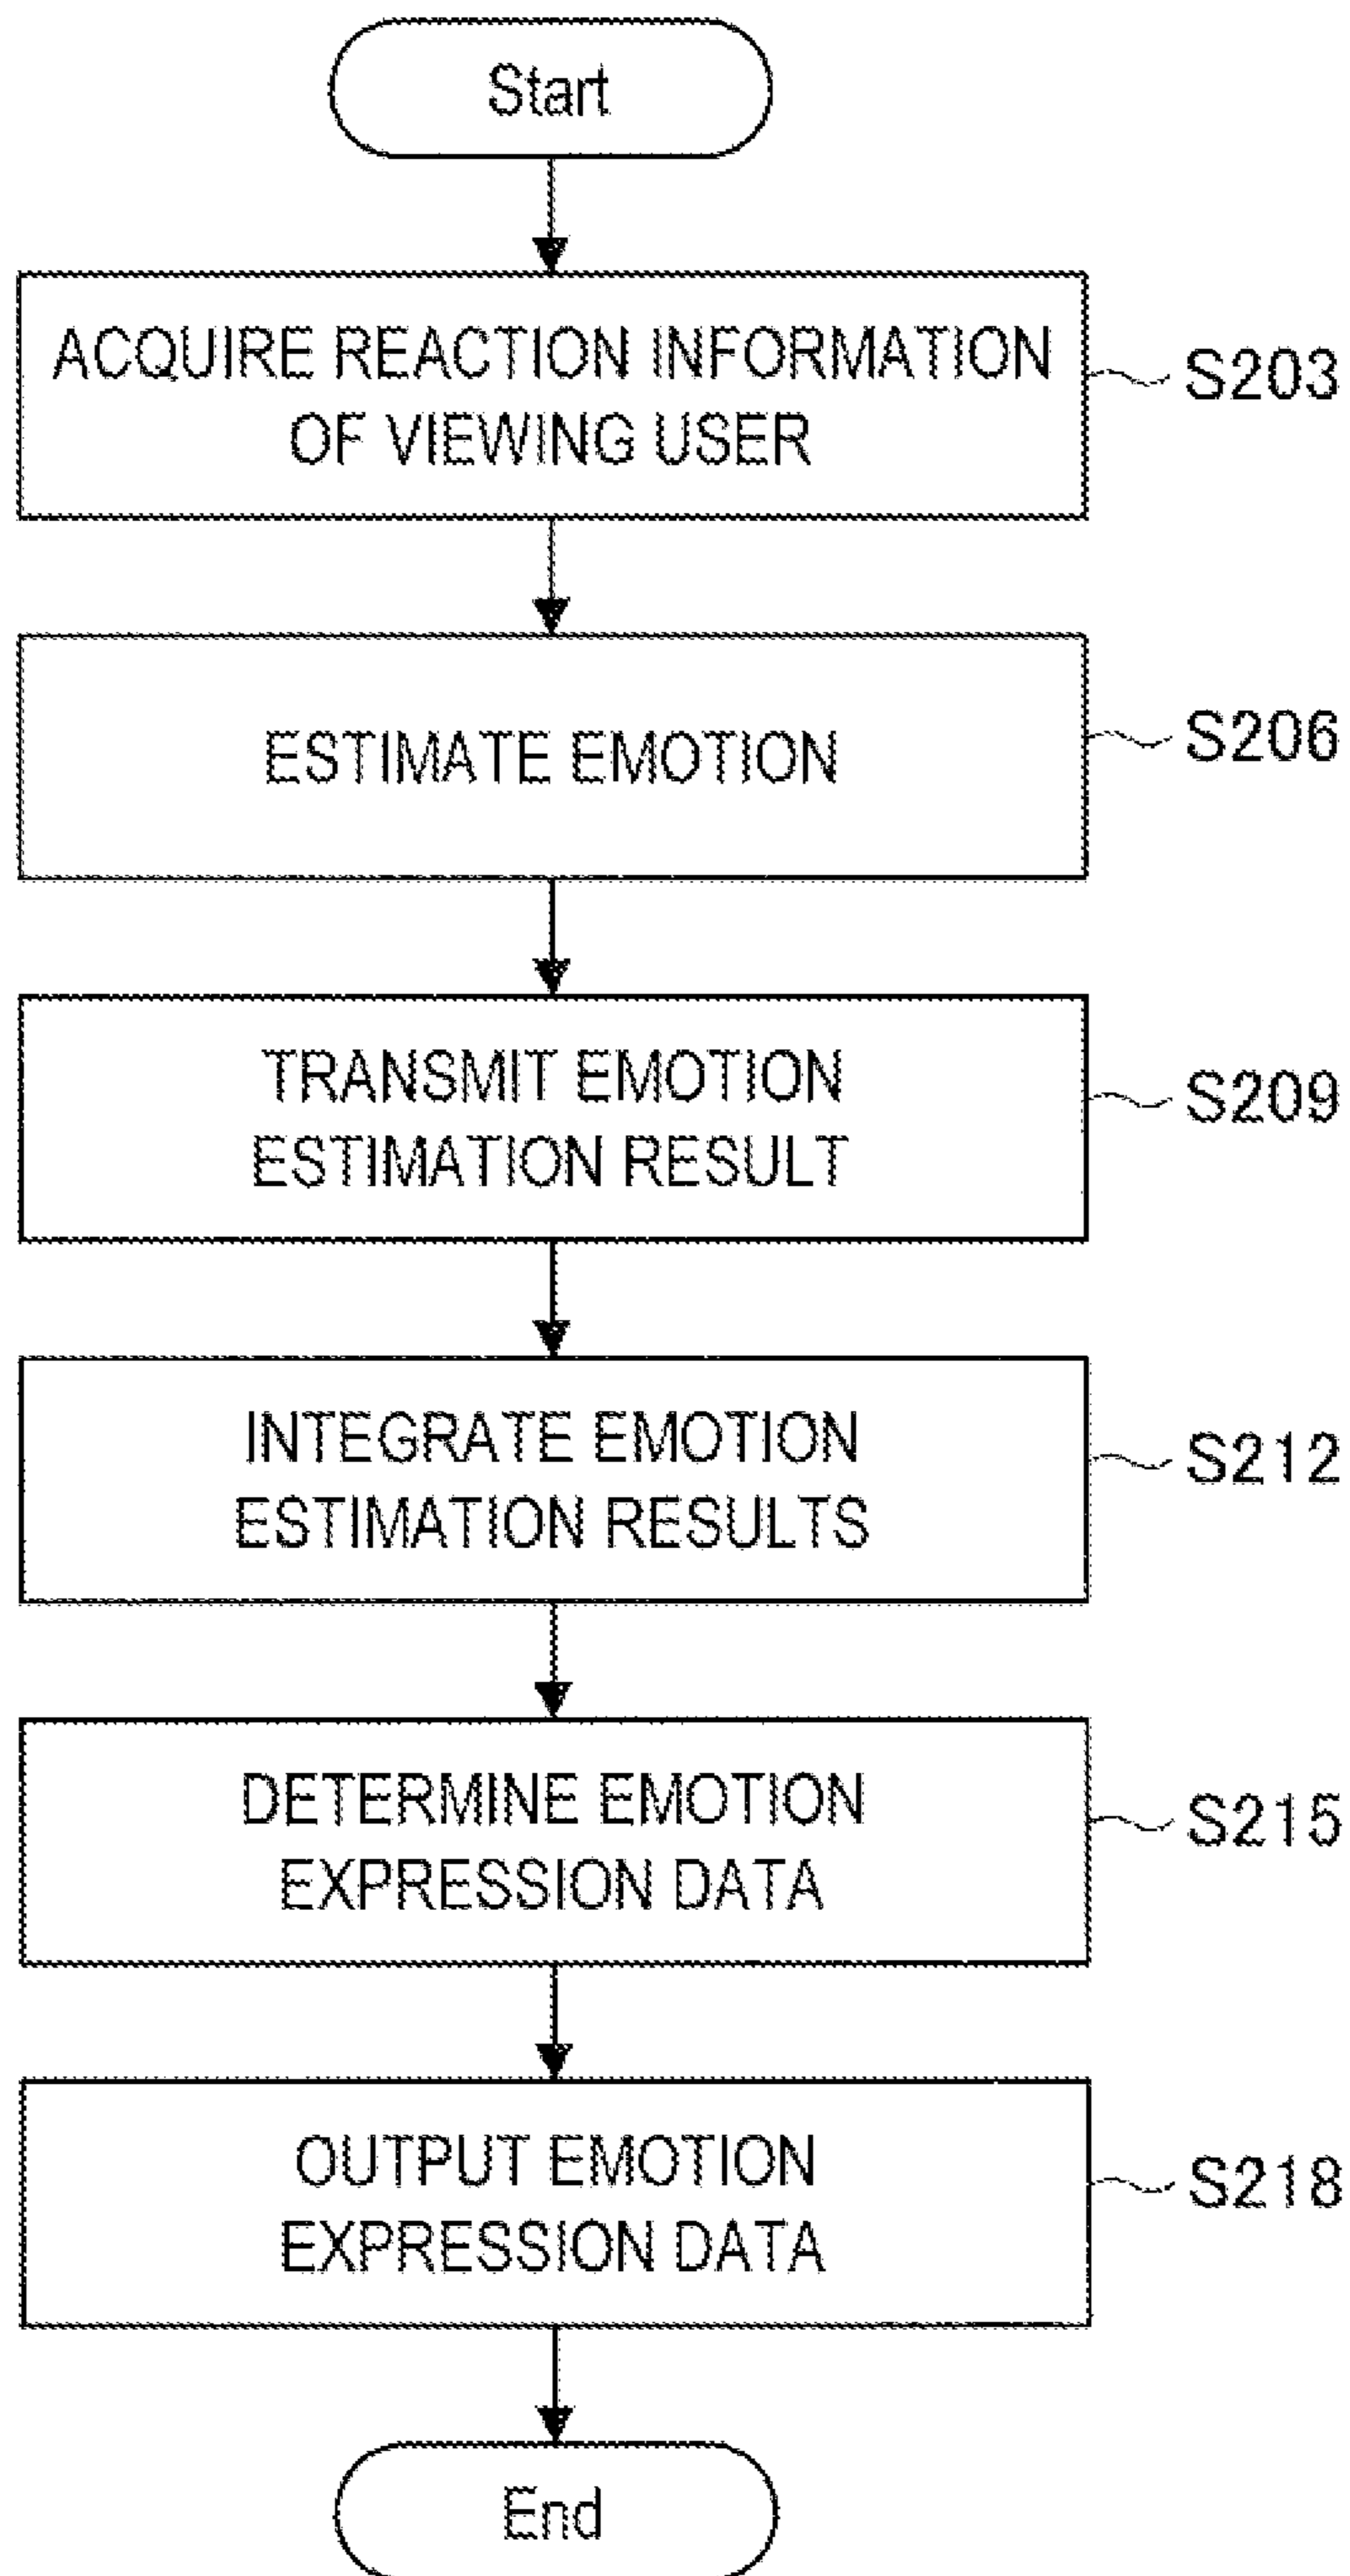 Start
ACQUIRE REACTION INFORMATION
OF VIEWING USER
S203
ESTIMATE EMOTION
S206
TRANSMIT EMOTION
ESTIMATION RESULT
S209
INTEGRATE EMOTION
ESTIMATION RESULTS
S212
DETERMINE EMOTION
EXPRESSION DATA
S215
OUTPUT EMOTION
EXPRESSION DATA
S218
End